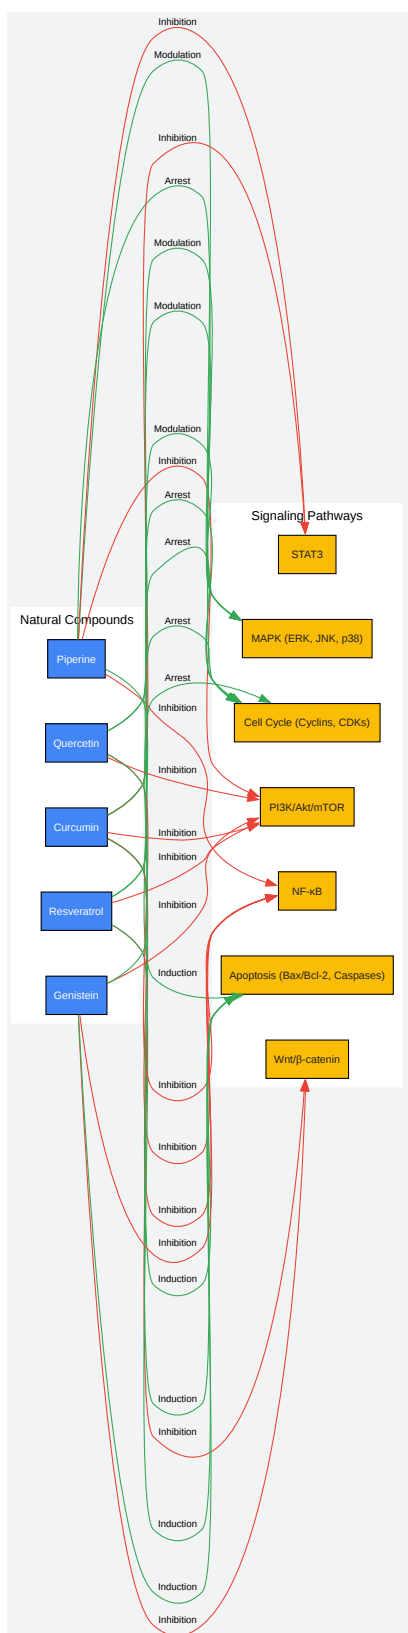 Inhibition
Modulation
Inhibition
Arrest
Modulation
Modulation
Modulation
Inhibition
Arrest
Signaling Pathways
Arrest
STAT3
Natural Compounds
Arrest
MAPK (ERK, JNK, p38)
Piperine
Arrest
Inhibition
Cell Cycle (Cyclins, CDKs)
Quercetin
Inhibition
PI3K/Akt/mTOR
Curcumin
Inhibition
Inhibition
NF-κB
Inhibition
Resveratrol
Induction
Apoptosis (Bax/Bcl-2, Caspases)
Genistein
Wnt/β-catenin
Inhibition
Inhibition
Inhibition
Inhibition
Induction
Induction
Inhibition
Induction
Induction
Inhibition